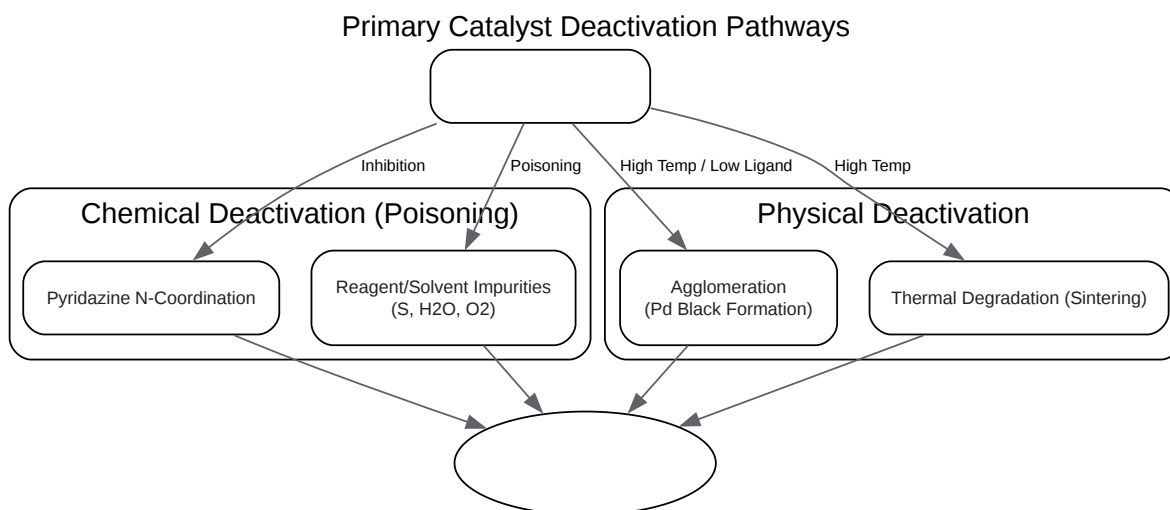 Primary Catalyst Deactivation Pathways
Inhibition
Poisoning
High Temp / Low Ligand
High Temp
Chemical Deactivation (Poisoning)
Physical Deactivation
Pyridazine N-Coordination
Reagent/Solvent Impurities
(S, H2O, O2)
Agglomeration
(Pd Black Formation)
Thermal Degradation (Sintering)